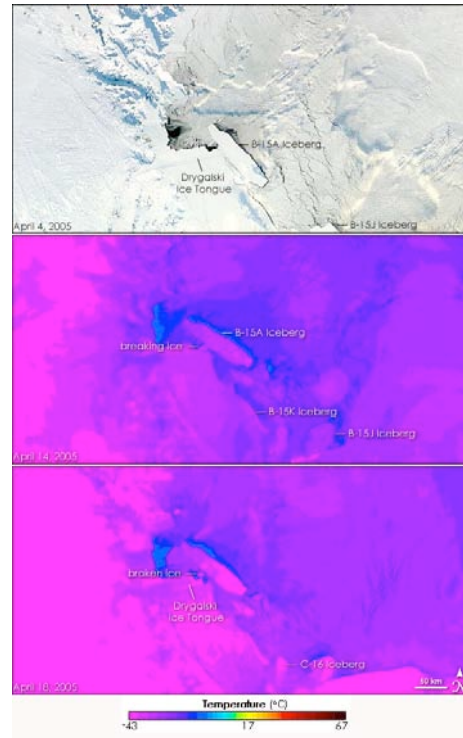 B-15A Iceberg
Drygalski
Ice Tongue
B-15J Iceberg
April 4, 2005
B-15A Iceberg
breaking ice
B-15K Iceberg
B-15J Iceberg
April 14, 2005
broken ice
Drygalski
Ice Tongue
C-16 Iceberg
50 km
N
April 18, 2005
Temperature (°C)
-43 17 67